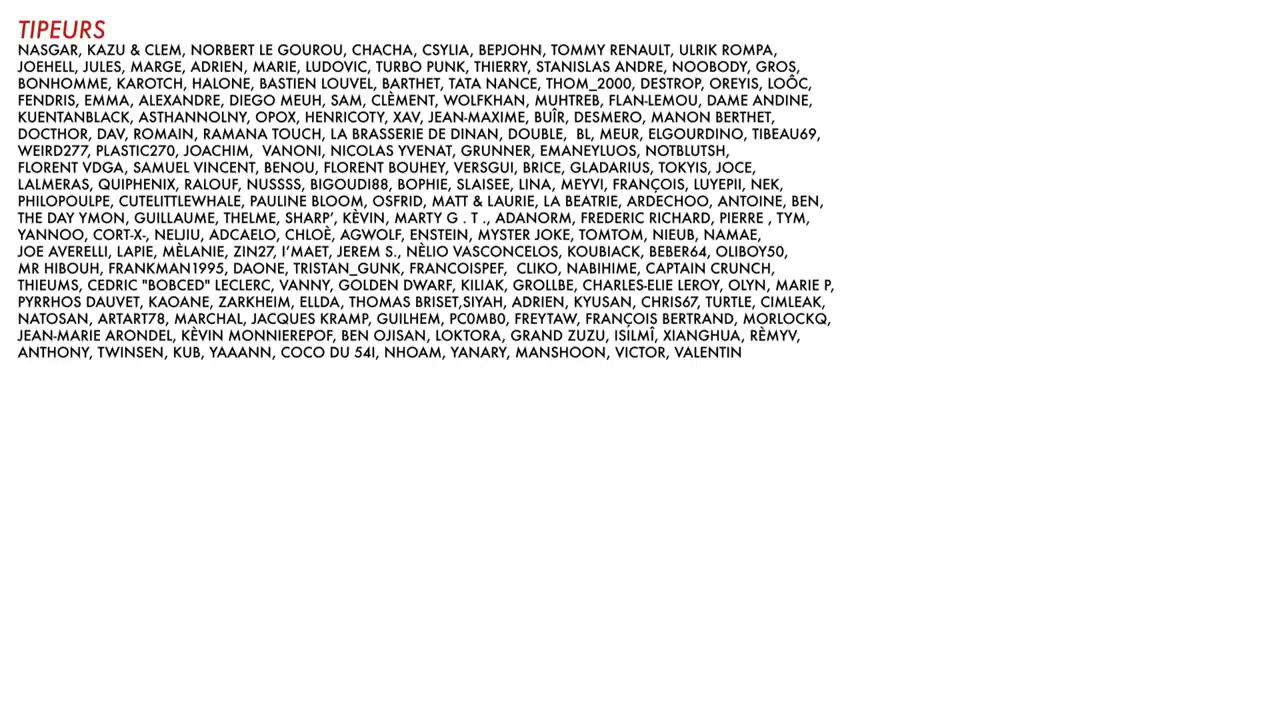 TIPEURS
NASGAR, KAZU & CLEM, NORBERT LE GOUROU, CHACHA, CSYLIA, BEPJOHN, TOMMY RENAULT, ULRIK ROMPA,
JOEHELL, JULES, MARGE, ADRIEN, MARIE, LUDOVIC, TURBO PUNK, THIERRY, STANISLAS ANDRE, NOOBODY, GROS,
BONHOMME, KAROTCH, HALONE, BASTIEN LOUVEL, BARTHET, TATA NANCE, THOM_2000, DESTROP, OREYIS, LOÔC,
FENDRIS, EMMA, ALEXANDRE, DIEGO MEUH, SAM, CLÈMENT, WOLFKHAN, MUHTREB, FLAN-LEMOU, DAME ANDINE,
KUENTANBLACK, ASTHANNOLNY, OPOX, HENRICOTY, XAV, JEAN-MAXIME, BUÎR, DESMERO, MANON BERTHET,
DOCTHOR, DAV, ROMAIN, RAMANA TOUCH, LA BRASSERIE DE DINAN, DOUBLE,  BL, MEUR, ELGOURDINO, TIBEAU69,
WEIRD277, PLASTIC270, JOACHIM,  VANONI, NICOLAS YVENAT, GRUNNER, EMANEYLUOS, NOTBLUTSH,
FLORENT VDGA, SAMUEL VINCENT, BENOU, FLORENT BOUHEY, VERSGUI, BRICE, GLADARIUS, TOKYIS, JOCE,
LALMERAS, QUIPHENIX, RALOUF, NUSSSS, BIGOUDI88, BOPHIE, SLAISEE, LINA, MEYVI, FRANÇOIS, LUYEPII, NEK,
PHILOPOULPE, CUTELITTLEWHALE, PAULINE BLOOM, OSFRID, MATT & LAURIE, LA BEATRIE, ARDECHOO, ANTOINE, BEN,
THE DAY YMON, GUILLAUME, THELME, SHARP’, KÈVIN, MARTY G . T ., ADANORM, FREDERIC RICHARD, PIERRE , TYM,
YANNOO, CORT-X-, NELJIU, ADCAELO, CHLOÈ, AGWOLF, ENSTEIN, MYSTER JOKE, TOMTOM, NIEUB, NAMAE,
JOE AVERELLI, LAPIE, MÈLANIE, ZIN27, I’MAET, JEREM S., NÈLIO VASCONCELOS, KOUBIACK, BEBER64, OLIBOY50,
MR HIBOUH, FRANKMAN1995, DAONE, TRISTAN_GUNK, FRANCOISPEF,  CLIKO, NABIHIME, CAPTAIN CRUNCH,
THIEUMS, CEDRIC "BOBCED" LECLERC, VANNY, GOLDEN DWARF, KILIAK, GROLLBE, CHARLES-ELIE LEROY, OLYN, MARIE P,
PYRRHOS DAUVET, KAOANE, ZARKHEIM, ELLDA, THOMAS BRISET,SIYAH, ADRIEN, KYUSAN, CHRIS67, TURTLE, CIMLEAK,
NATOSAN, ARTART78, MARCHAL, JACQUES KRAMP, GUILHEM, PC0MB0, FREYTAW, FRANÇOIS BERTRAND, MORLOCKQ,
JEAN-MARIE ARONDEL, KÈVIN MONNIEREPOF, BEN OJISAN, LOKTORA, GRAND ZUZU, ISILMÎ, XIANGHUA, RÈMYV,
ANTHONY, TWINSEN, KUB, YAAANN, COCO DU 54I, NHOAM, YANARY, MANSHOON, VICTOR, VALENTIN